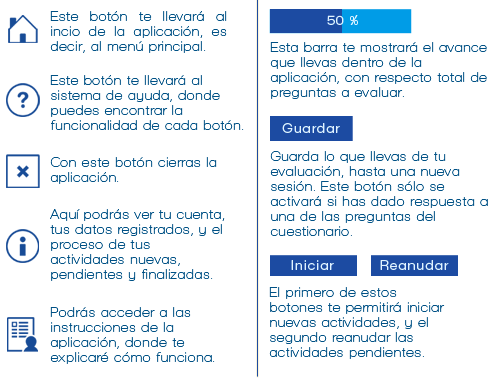 Este botón te llevará al
incio de la aplicación, es
decir, al menú principal.
Este botón te llevará al
sistema de ayuda, donde
puedes encontrar la
funcionalidad de cada botón.
Con este botón cierras la
aplicación.
Aquí podrás ver tu cuenta,
tus datos registrados, y el
proceso de tus
actividades nuevas,
pendientes y finalizadas.
Podrás acceder a las
instrucciones de la
aplicación, donde te
explicaré cómo funciona.
50 %
Esta barra te mostrará el avance
que llevas dentro de la
aplicación, con respecto total de
preguntas a evaluar.
Guardar
Guarda lo que llevas de tu
evaluación, hasta una nueva
sesión. Este botón sólo se
activará si has dado respuesta a
una de las preguntas del
cuestionario.
Iniciar Reanudar
El primero de estos
botones te permitirá iniciar
nuevas actividades, y el
segundo reanudar las
actividades pendientes.